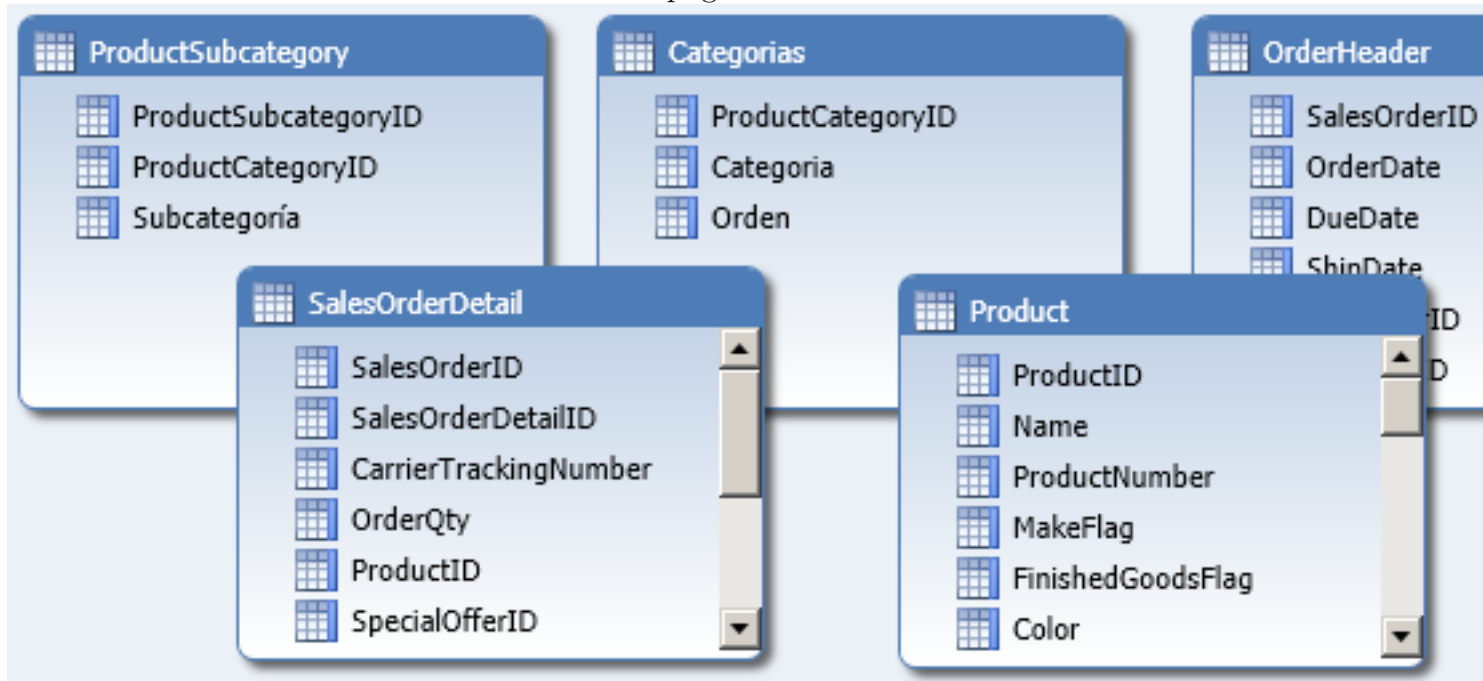 ProductSubcategory
ProductSubcategoryID
ProductCategoryID
Subcategoría
Categorias
ProductCategoryID
Categoria
Orden
OrderHeader
SalesOrderID
OrderDate
DueDate
ShipDate
ID
D
SalesOrderDetail
SalesOrderID
SalesOrderDetailID
CarrierTrackingNumber
OrderQty
ProductID
SpecialOfferID
Product
ProductID
Name
ProductNumber
MakeFlag
FinishedGoodsFlag
Color